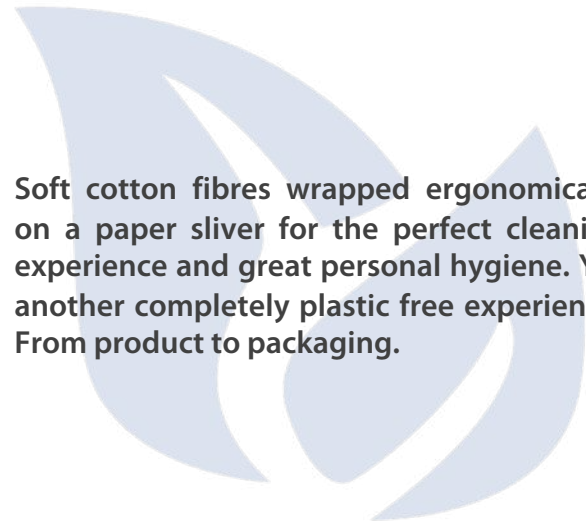 Soft cotton fibres wrapped ergonomica
on a paper sliver for the perfect cleani
experience and great personal hygiene. Y
another completely plastic free experien
From product to packaging.